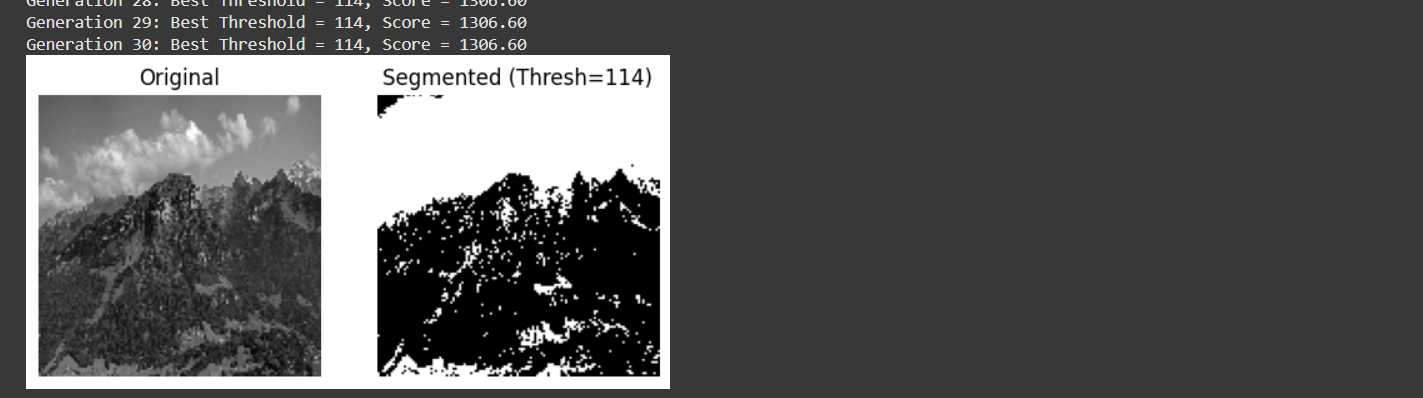 Generation 28: Best Threshold = 114, Score = 1306.60
Generation 29: Best Threshold = 114, Score = 1306.60
Generation 30: Best Threshold = 114, Score = 1306.60
Original
Segmented (Thresh=114)